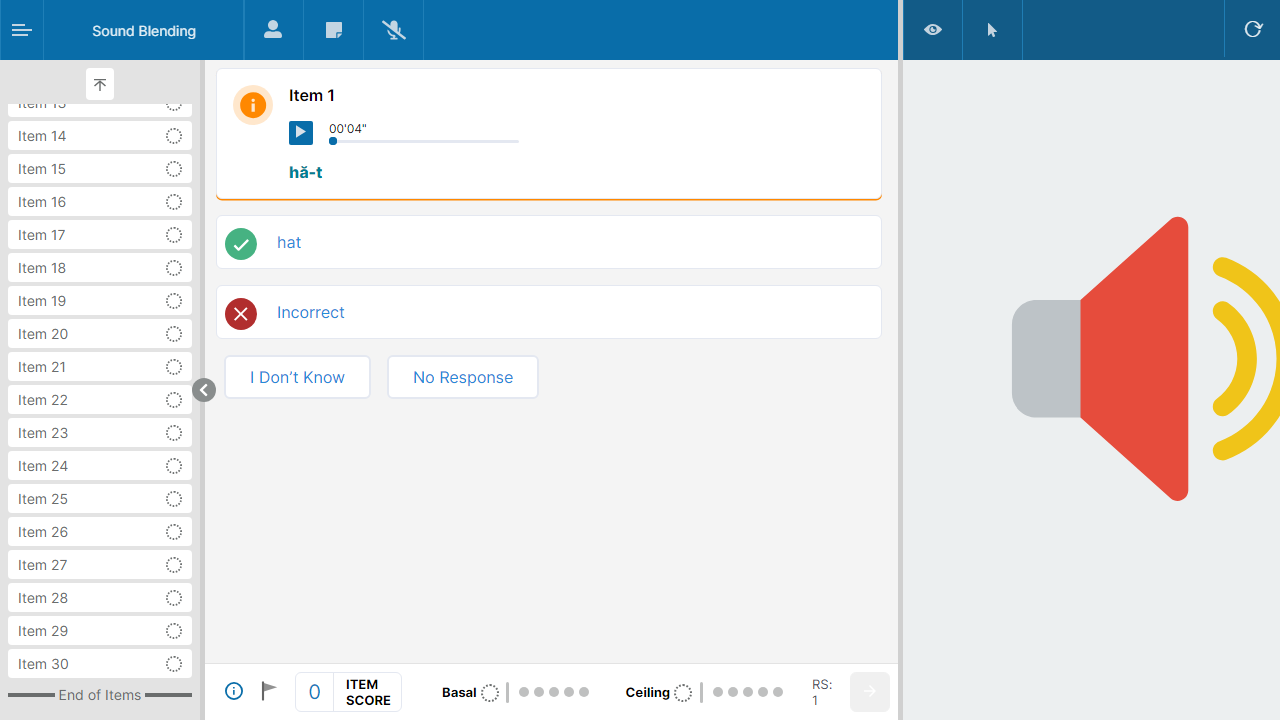 Sound Blending
Item 13
Item 14
Item 15
Item 16
Item 17
Item 18
Item 19
Item 20
Item 21
Item 22
Item 23
Item 24
Item 25
Item 26
Item 27
Item 28
Item 29
Item 30
End of Items
Item 1
00'04"
hă-t
hat
Incorrect
I Don’t Know
No Response
0
ITEM
SCORE
Basal
Ceiling
RS:
1